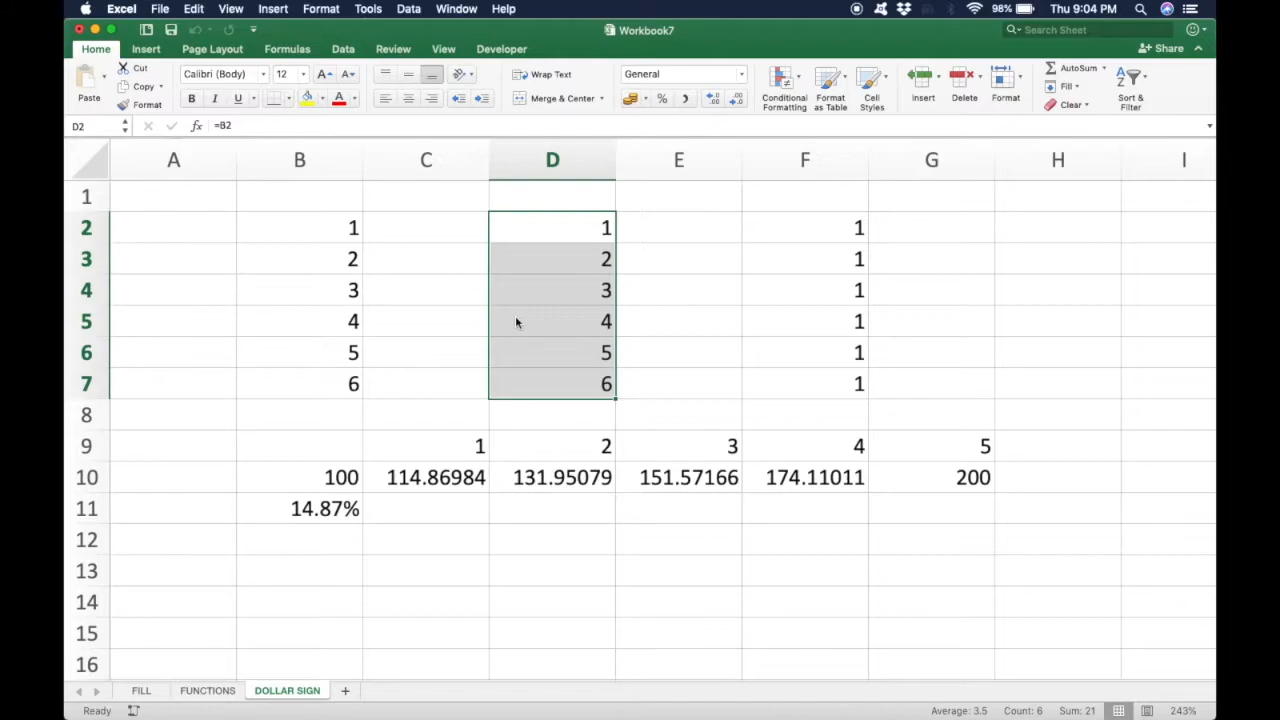 Excel File Edit View Insert Format Tools Data Window Help 98% Thu 9:04 PM
Workbook7 Search Sheet
Home Insert Page Layout Formulas Data Review View Developer Share
Paste Cut Copy Format
Calibri (Body) 12 A A
B I U A
Wrap Text
Merge & Center
General
%
Conditional Formatting Format as Table Cell Styles Insert Delete Format
AutoSum Fill Clear Sort & Filter
D2 fx =B2
A B C D E F G H I
1
2 1 1 1
3 2 2 1
4 3 3 1
5 4 4 1
6 5 5 1
7 6 6 1
8
9 1 2 3 4 5
10 100 114.86984 131.95079 151.57166 174.11011 200
11 14.87%
12
13
14
15
16
FILL FUNCTIONS DOLLAR SIGN +
Ready Average: 3.5 Count: 6 Sum: 21 243%